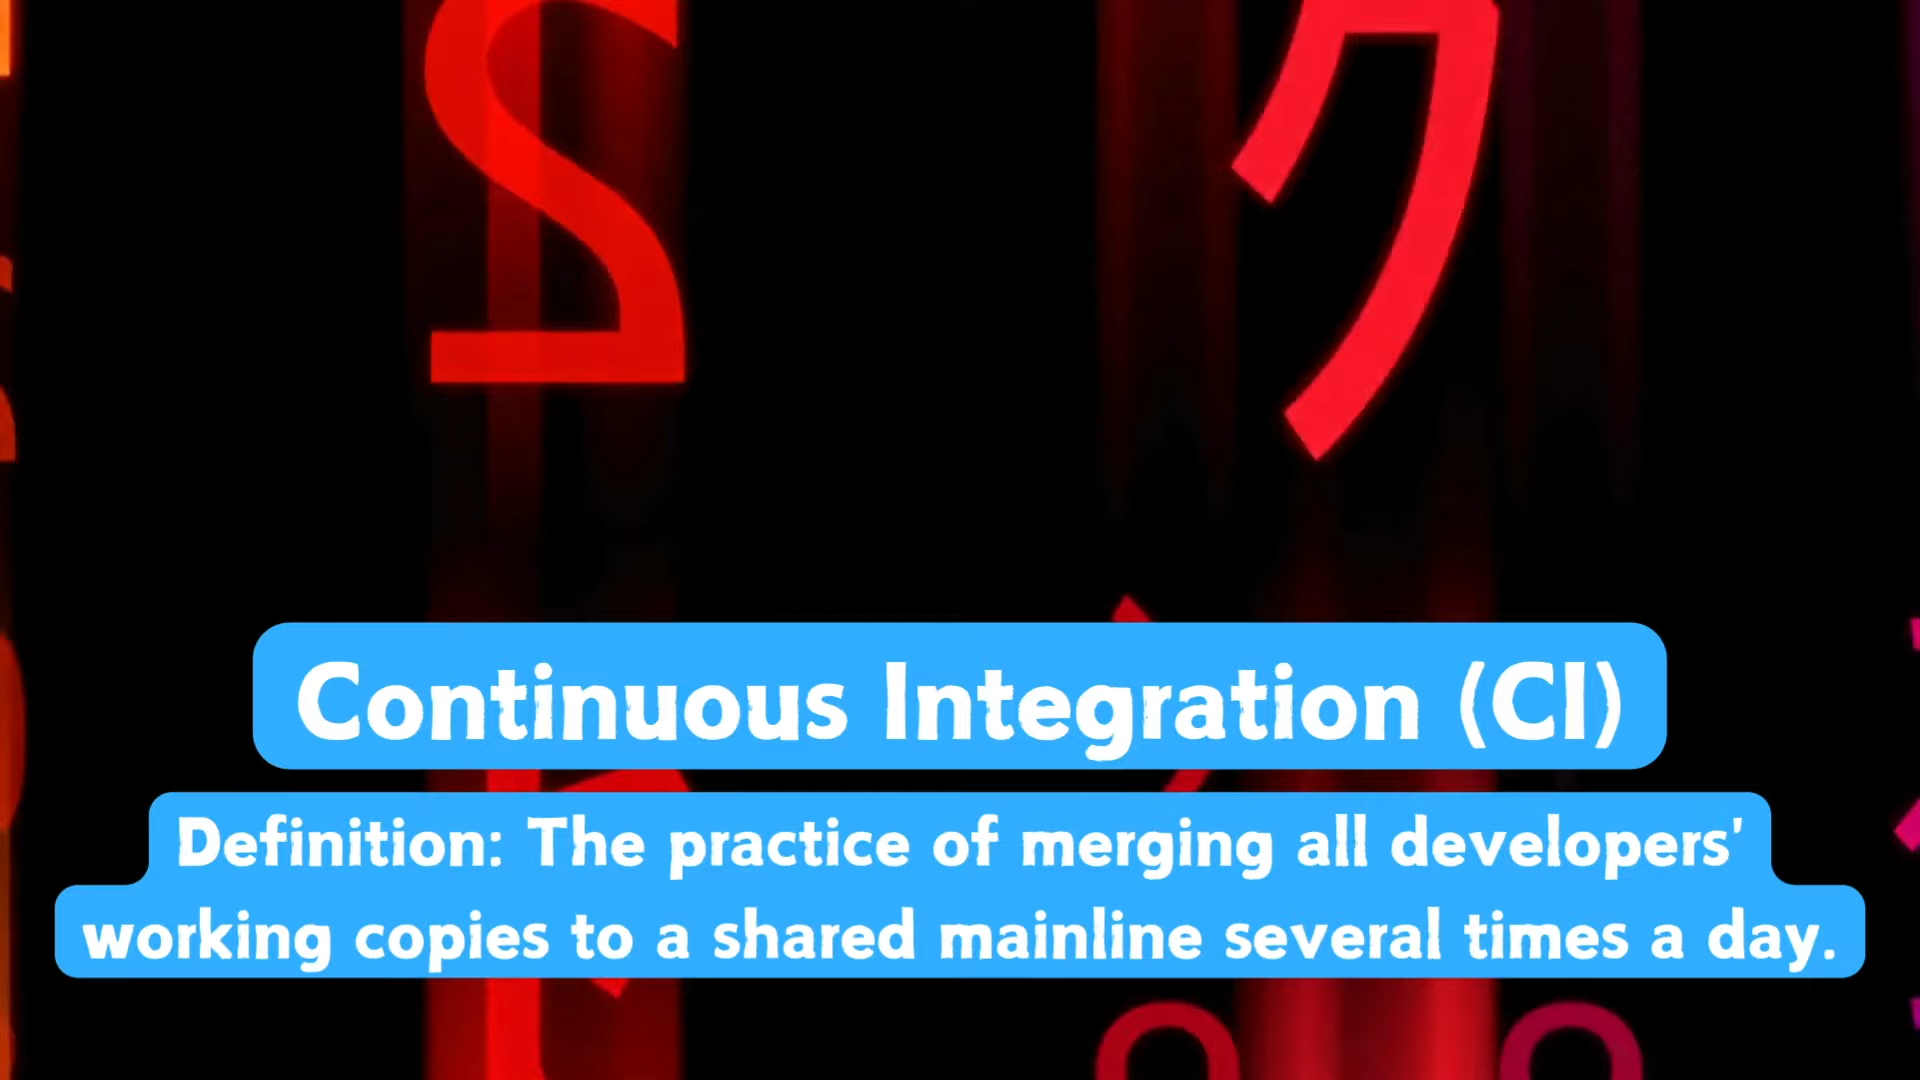 Continuous Integration (CI)
Definition: The practice of merging all developers'
working copies to a shared mainline several times a day.